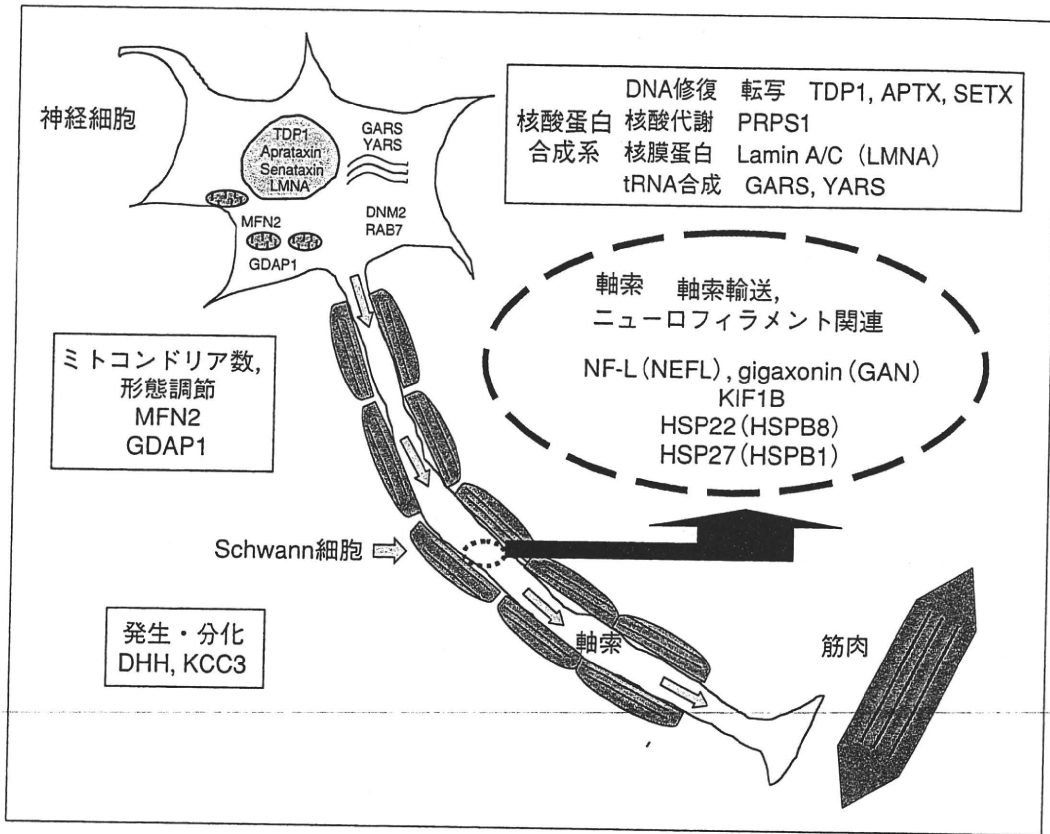 神経細胞
TDP1
Aprataxin
Senataxin
LMNA
GARS
YARS
MFN2
GDAP1
DNM2
RAB7
DNA修復 転写 TDP1, APTX, SETX
核酸蛋白 核酸代謝 PRPS1
合成系 核膜蛋白 Lamin A/C (LMNA)
tRNA合成 GARS, YARS
軸索 軸索輸送,
ニューロフィラメント関連
NF-L(NEFL), gigaxonin(GAN)
KIF1B
HSP22(HSPB8)
HSP27(HSPB1)
ミトコンドリア数,
形態調節
MFN2
GDAP1
Schwann細胞
発生・分化
DHH, KCC3
軸索
筋肉